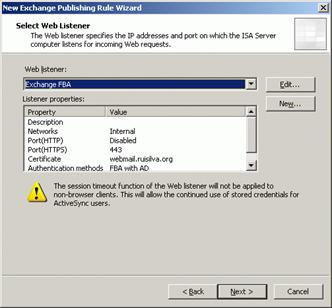 New Exchange Publishing Rule Wizard
Select Web Listener
The Web listener specifies the IP addresses and port on which the ISA Server
computer listens for incoming Web requests.
Web listener:
Exchange FBA
Edit...
Listener properties:
New...
Property Value
Description
Networks Internal
Port(HTTP) Disabled
Port(HTTPS) 443
Certificate webmail.ruisilva.org
Authentication methods FBA with AD
The session timeout function of the Web listener will not be applied to
non-browser clients. This will allow the continued use of stored credentials for
ActiveSync users.
< Back Next > Cancel